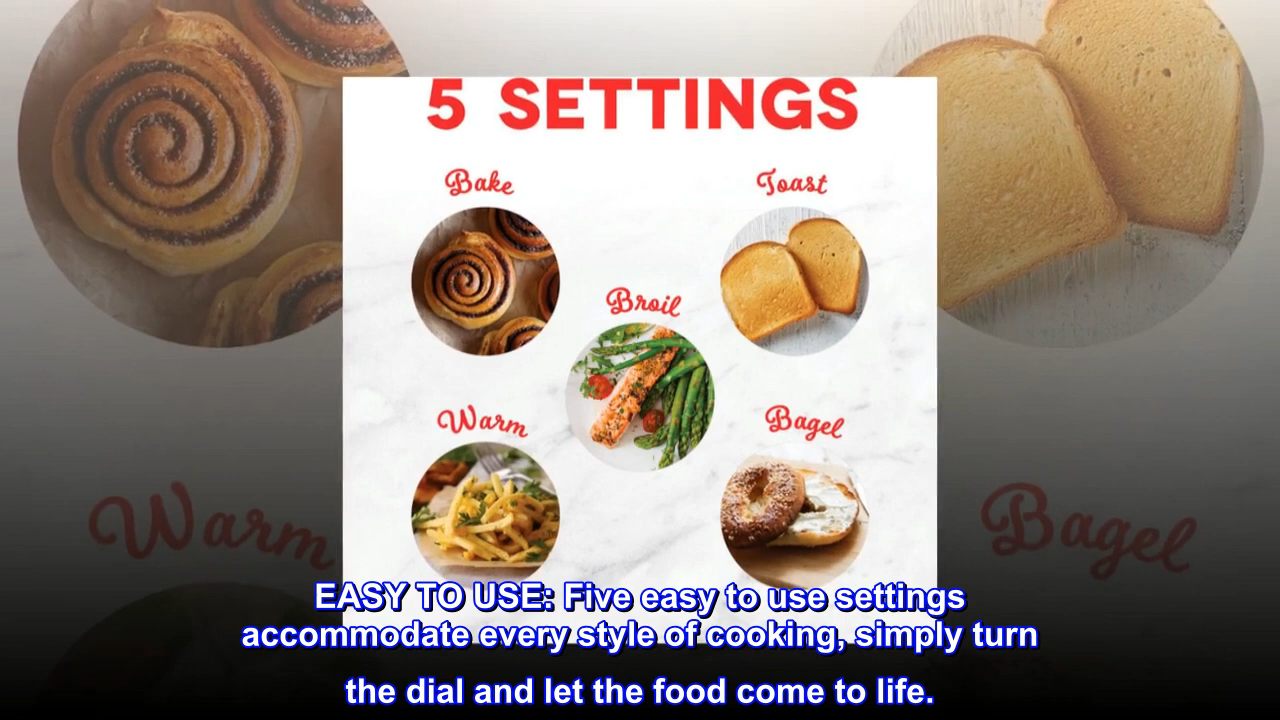 5 SETTINGS
Bake
Toast
Broil
Warm
Bagel
Warm
Bagel
EASY TO USE: Five easy to use settings
accommodate every style of cooking, simply turn
the dial and let the food come to life.